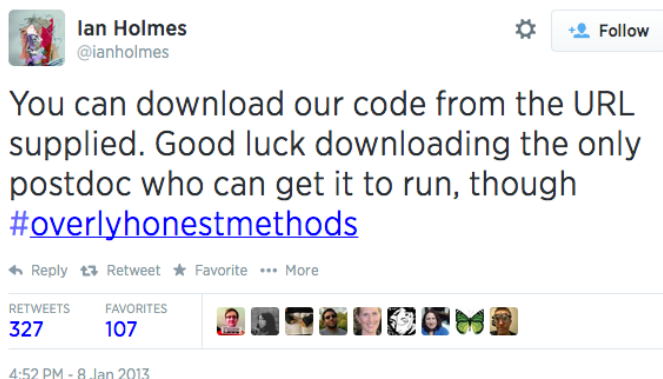 Ian Holmes
@ianholmes
Follow
You can download our code from the URL
supplied. Good luck downloading the only
postdoc who can get it to run, though
#overlyhonestmethods
Reply Retweet Favorite More
RETWEETS FAVORITES
327 107
4:52 PM - 8 Jan 2013